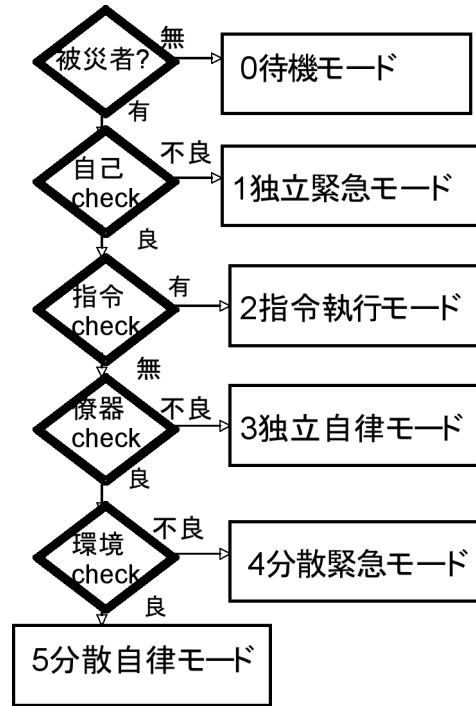 被災者?
無
0待機モード
有
自己
check
不良
1独立緊急モード
良
指令
check
有
2指令執行モード
無
僚器
check
不良
3独立自律モード
良
環境
check
不良
4分散緊急モード
良
5分散自律モード